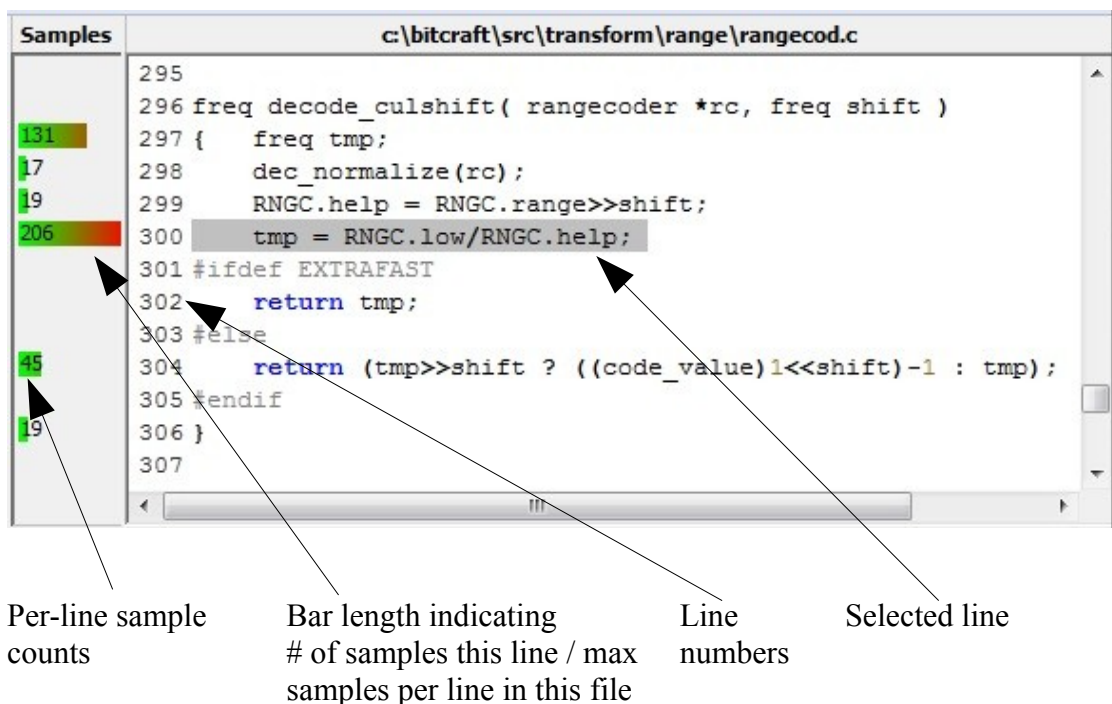 Samples c:\bitcraft\src\transform\range\rangecod.c
295
296 freq decode_culshift( rangecoder *rc, freq shift )
131 297 {    freq tmp;
17 298      dec_normalize(rc);
19 299      RNGC.help = RNGC.range>>shift;
206 300      tmp = RNGC.low/RNGC.help;
301 #ifdef EXTRAFAST
302      return tmp;
303 #else
45 304      return (tmp>>shift ? ((code_value)1<<shift)-1 : tmp);
305 #endif
19 306 }
307
Per-line sample
counts
Bar length indicating
# of samples this line / max
samples per line in this file
Line
numbers
Selected line